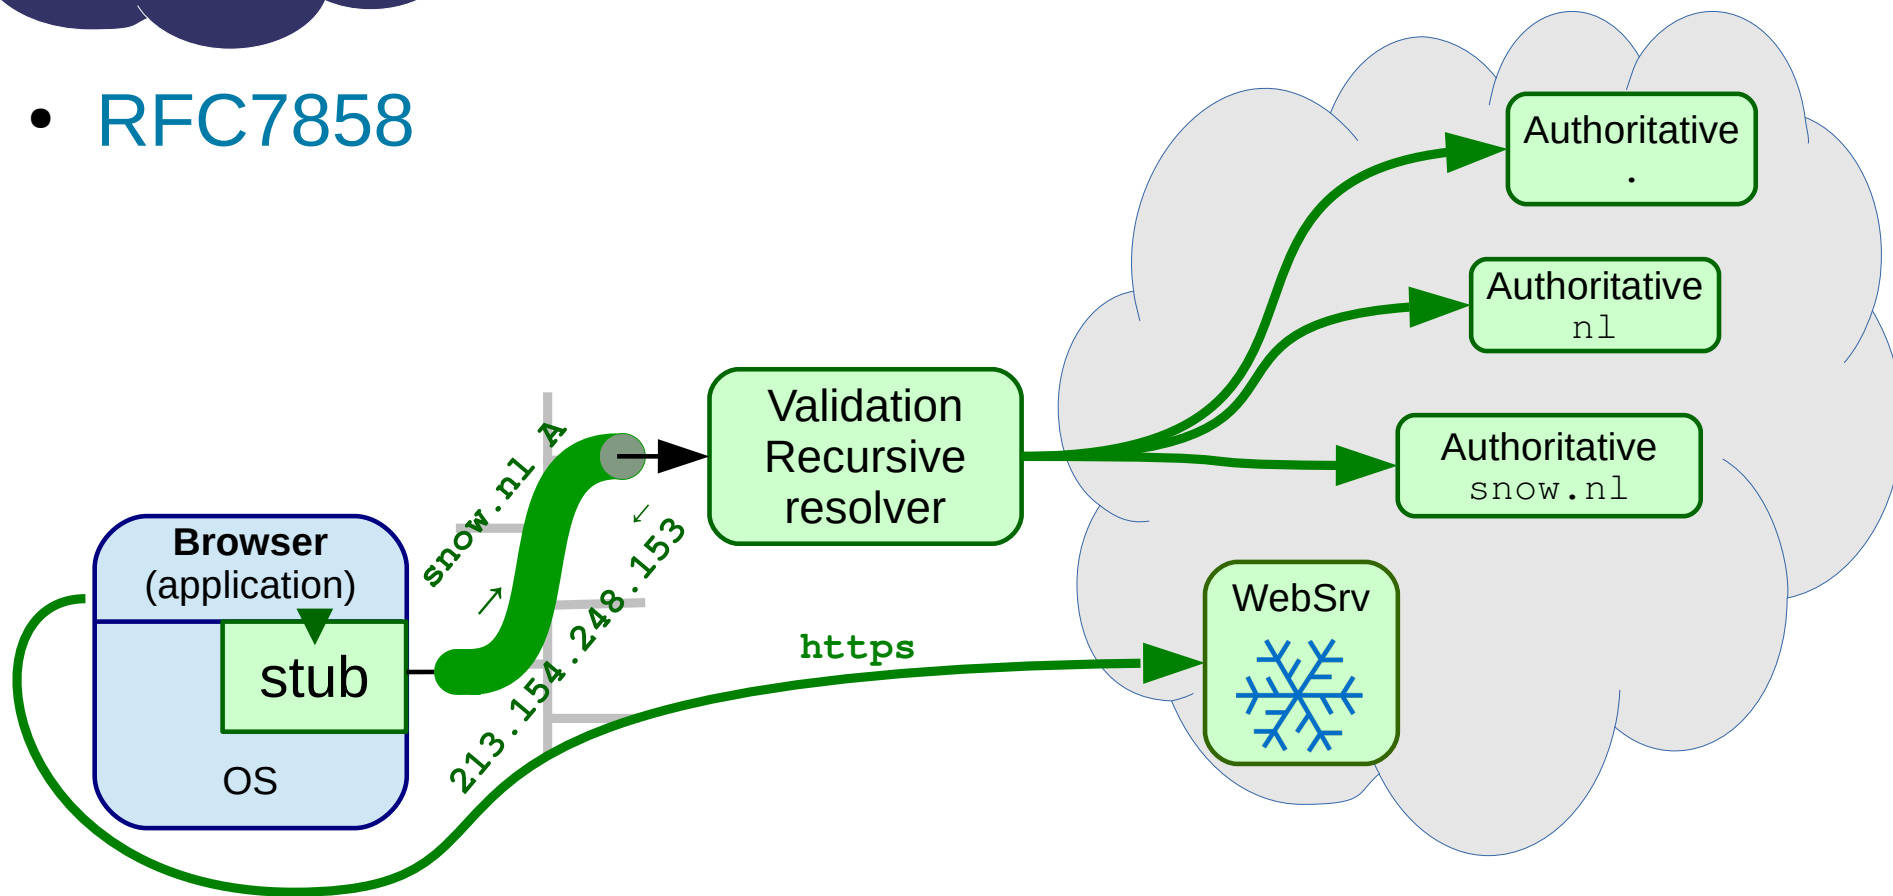 • RFC7858
Authoritative
.
Authoritative
nl
Validation
Recursive
resolver
Authoritative
snow.nl
snow.nl A
→
←
213.154.248.153
Browser
(application)
stub
OS
https
WebSrv